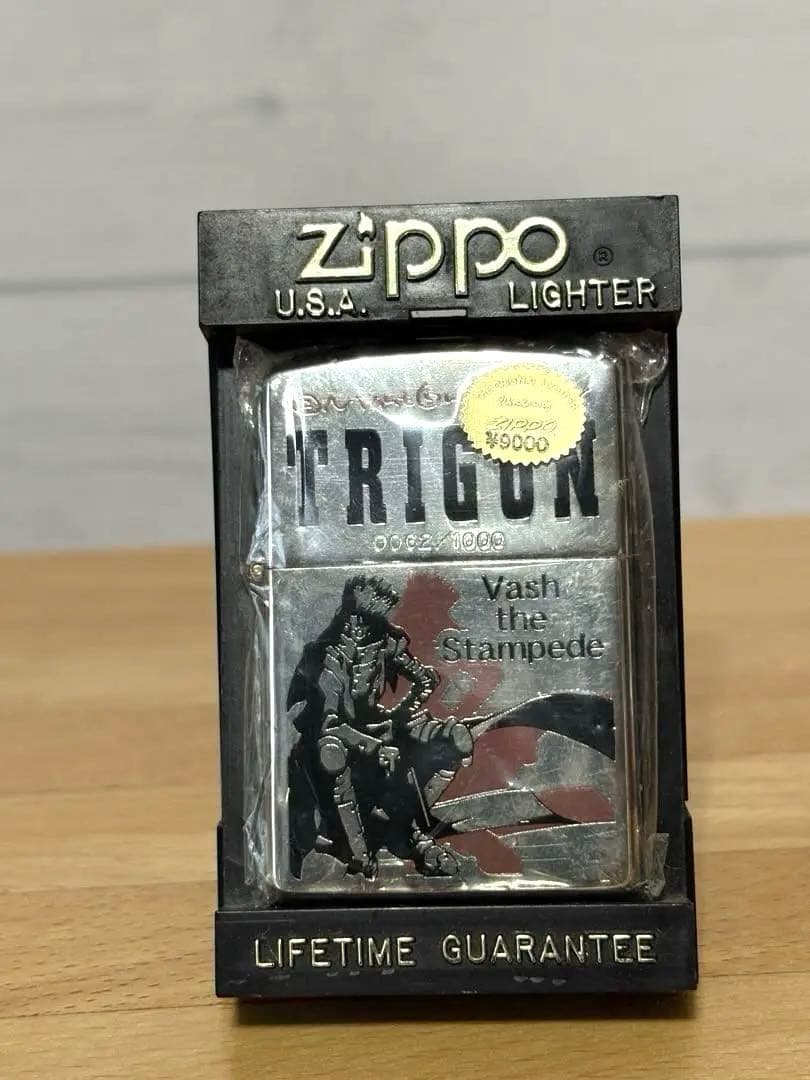 zippo ®
U.S.A. LIGHTER
ZIPPO
¥9000
TRIGUN
0062/1000
Vash
the
Stampede
LIFETIME GUARANTEE